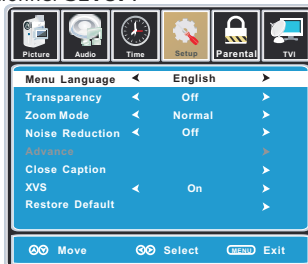 Picture Audio Time Setup Parental TVI
Menu Language English
Transparency Off
Zoom Mode Normal
Noise Reduction Off
Advance
Close Caption
XVS On
Restore Default
Move Select MENU Exit